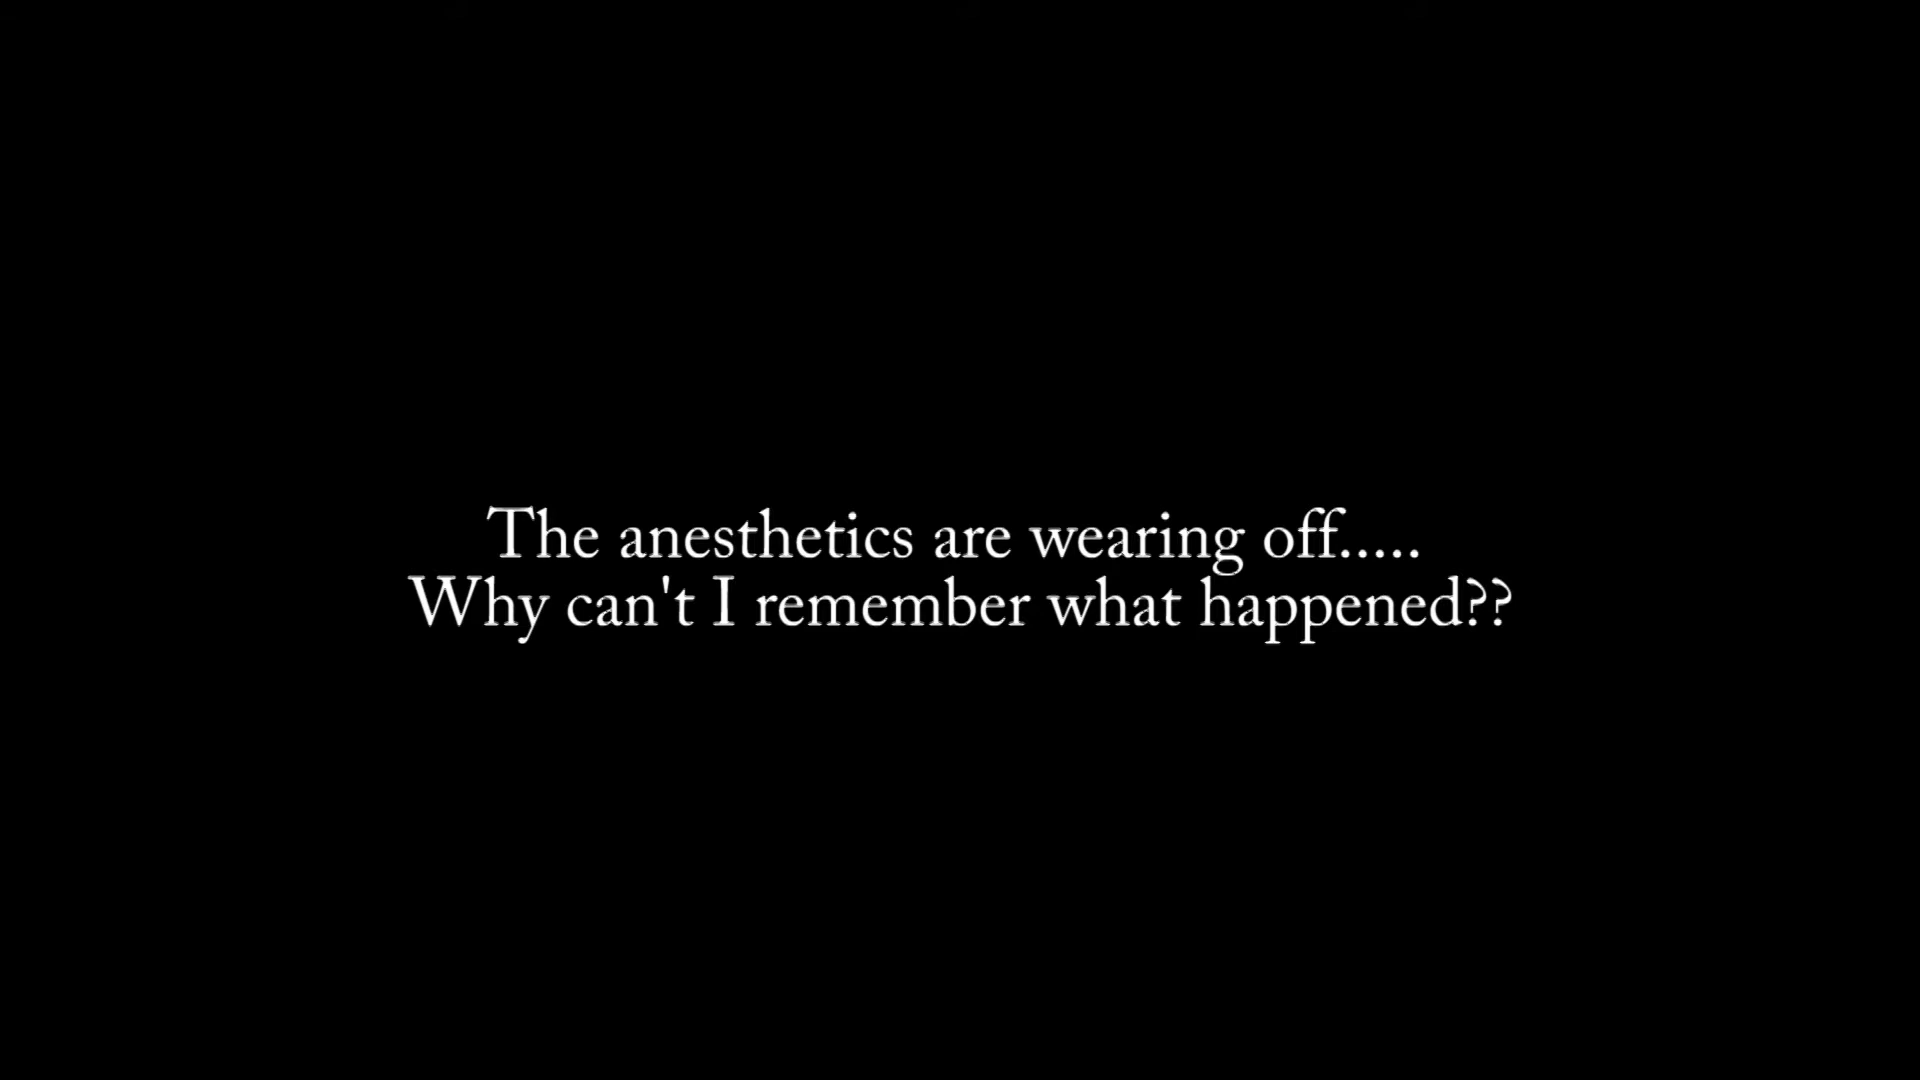 The anesthetics are wearing off.....
Why can't I remember what happened??